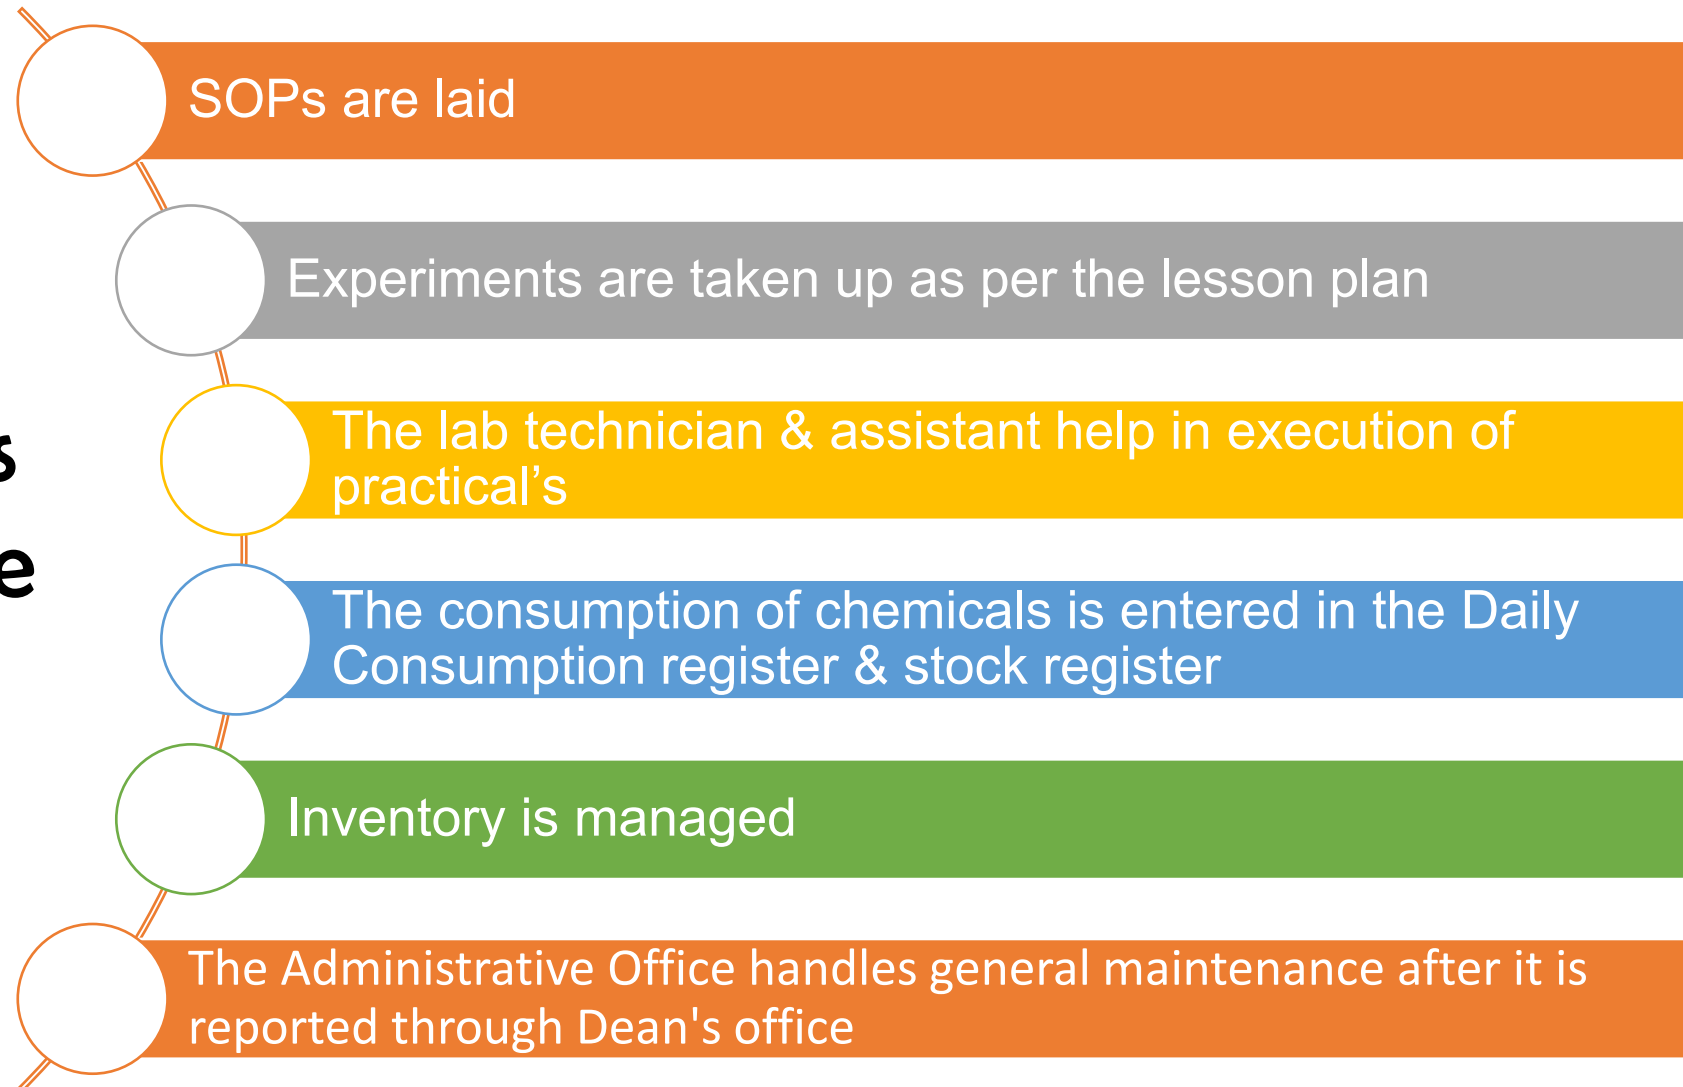 SOPs are laid
Experiments are taken up as per the lesson plan
The lab technician & assistant help in execution of
practical’s
The consumption of chemicals is entered in the Daily
Consumption register & stock register
Inventory is managed
The Administrative Office handles general maintenance after it is
reported through Dean's office